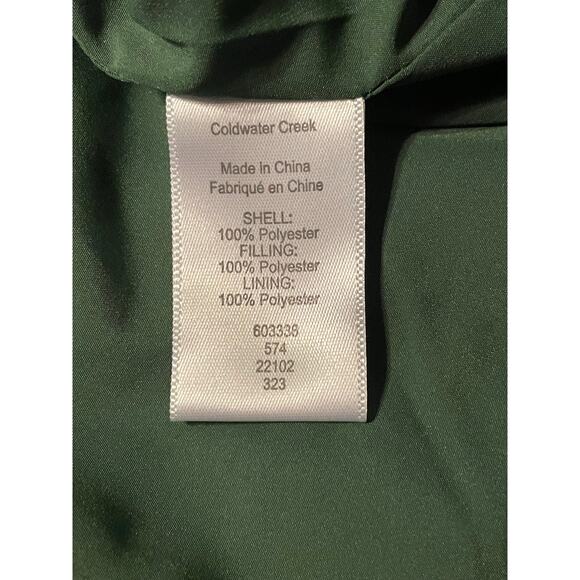 Coldwater Creek
Made in China
Fabriqué en Chine
SHELL:
100% Polyester
FILLING:
100% Polyester
LINING:
100% Polyester
603338
574
22102
323